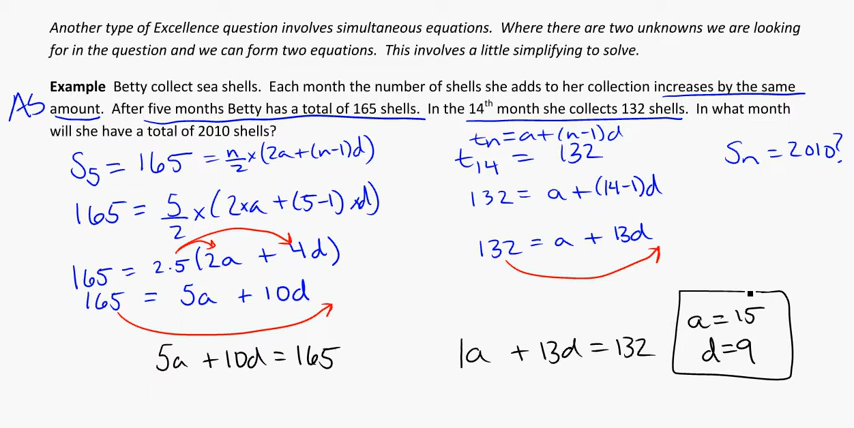 Another type of Excellence question involves simultaneous equations. Where there are two unknowns we are looking
for in the question and we can form two equations. This involves a little simplifying to solve.
Example Betty collect sea shells. Each month the number of shells she adds to her collection increases by the same
AS amount. After five months Betty has a total of 165 shells. In the 14th month she collects 132 shells. In what month
will she have a total of 2010 shells?
S5 = 165 = n/2 × (2a + (n-1)d)
165 = 5/2 × (2×a + (5-1) × d)
165 = 2.5 (2a + 4d)
165 = 5a + 10d
5a + 10d = 165
tn = a + (n-1)d
t14 = 132
132 = a + (14-1)d
132 = a + 13d
1a + 13d = 132
Sn = 2010?
a = 15
d = 9